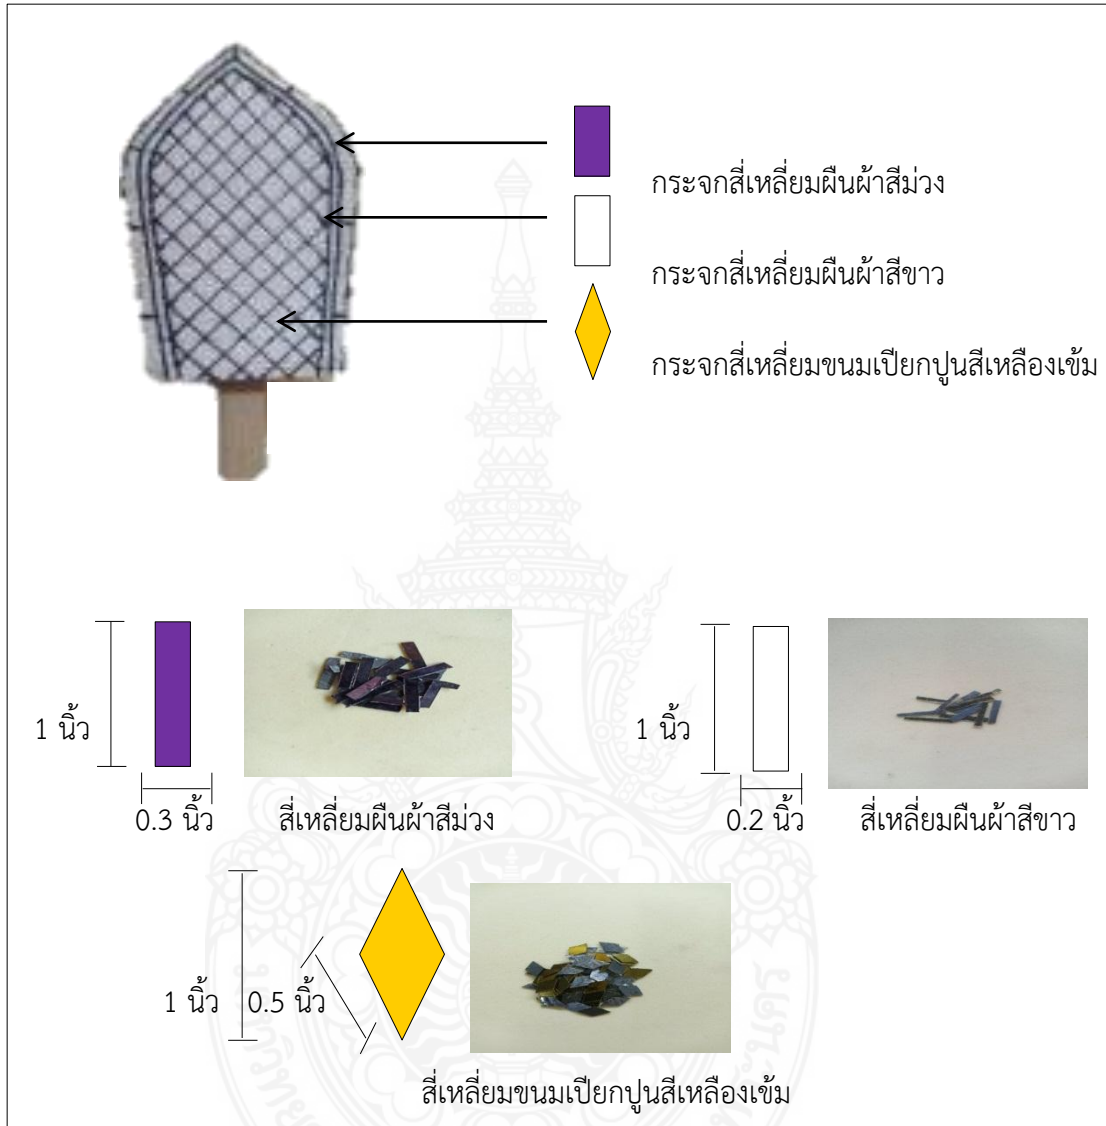 กระจกสี่เหลี่ยมผืนผ้าสีม่วง
กระจกสี่เหลี่ยมผืนผ้าสีขาว
กระจกสี่เหลี่ยมขนมเปียกปูนสีเหลืองเข้ม
1 นิ้ว
0.3 นิ้ว
สี่เหลี่ยมผืนผ้าสีม่วง
1 นิ้ว
0.2 นิ้ว
สี่เหลี่ยมผืนผ้าสีขาว
1 นิ้ว
0.5 นิ้ว
สี่เหลี่ยมขนมเปียกปูนสีเหลืองเข้ม